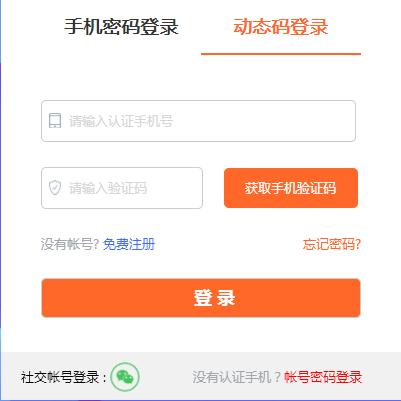 手机密码登录 动态码登录
请输入认证手机号
请输入验证码 获取手机验证码
没有帐号? 免费注册 忘记密码?
登 录
社交帐号登录 : 没有认证手机 ? 帐号密码登录